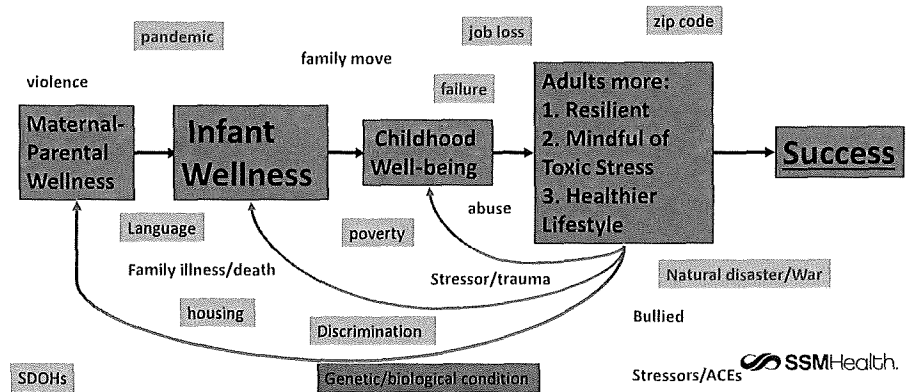 pandemic
job loss
zip code
family move
violence
failure
Maternal-
Parental
Wellness
Infant
Wellness
Childhood
Well-being
Adults more:
1. Resilient
2. Mindful of
Toxic Stress
3. Healthier
Lifestyle
Success
abuse
Language
poverty
Family illness/death
Stressor/trauma
Natural disaster/War
housing
Discrimination
Bullied
SDOHs
Genetic/biological condition
Stressors/ACEs
SSMHealth.